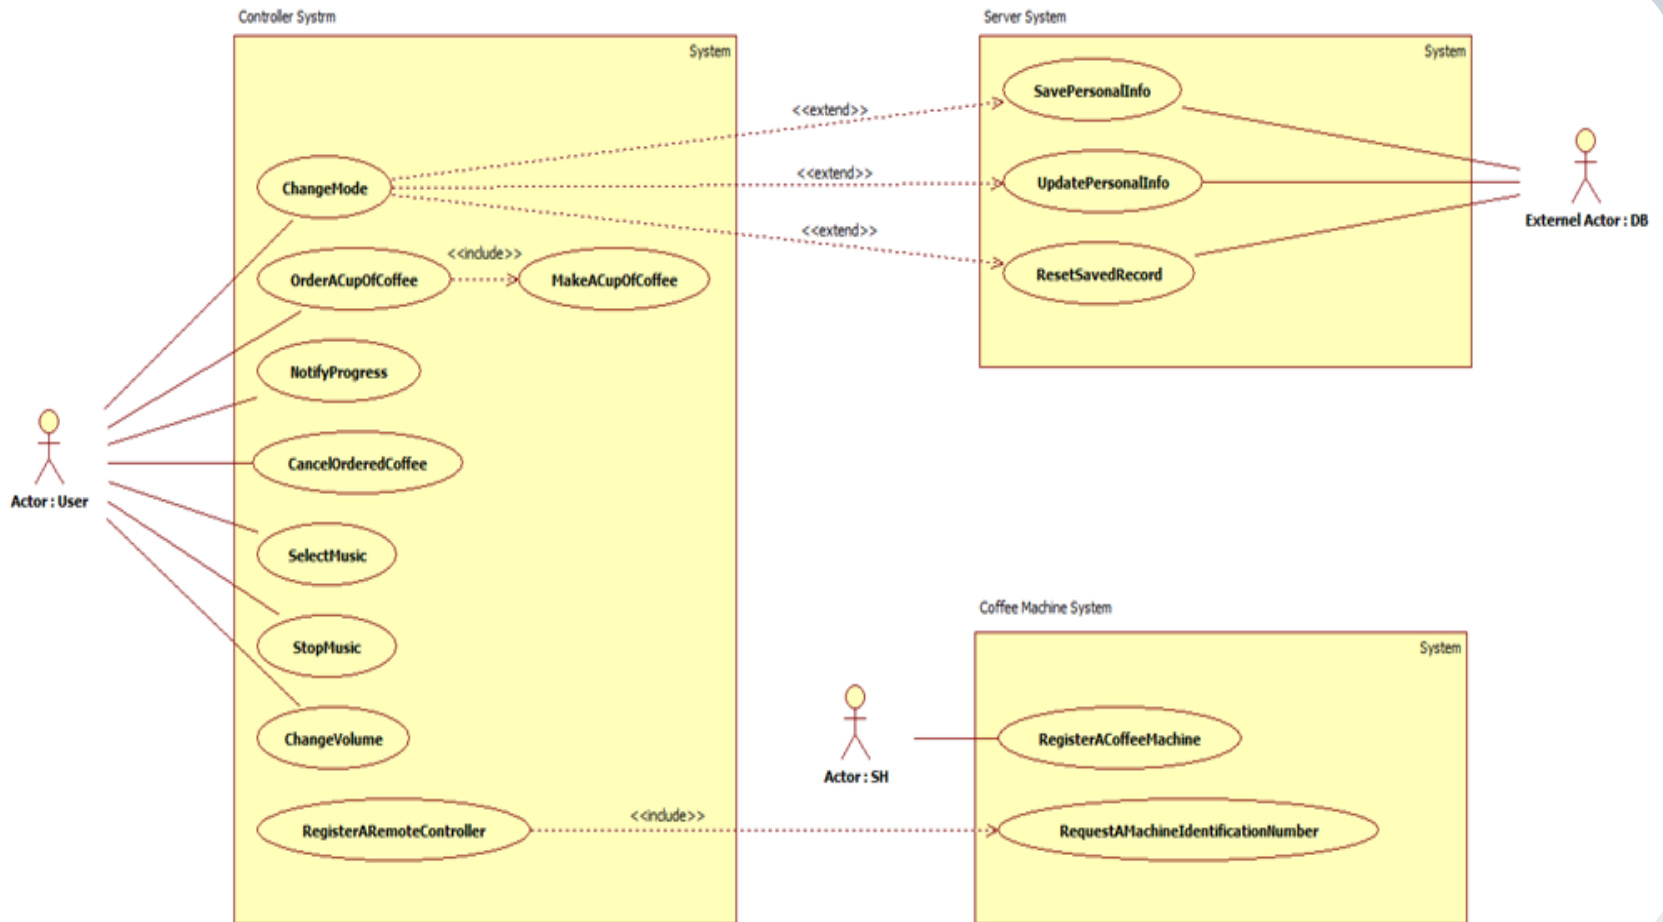 Controller Systrm
Server System
System
System
SavePersonalInfo
<<extend>>
ChangeMode
<<extend>>
UpdatePersonalInfo
Externel Actor : DB
<<extend>>
<<include>>
OrderACupOfCoffee
MakeACupOfCoffee
ResetSavedRecord
NotifyProgress
CancelOrderedCoffee
Actor : User
SelectMusic
Coffee Machine System
StopMusic
System
ChangeVolume
RegisterACoffeeMachine
Actor : SH
<<include>>
RegisterARemoteController
RequestAMachineIdentificationNumber